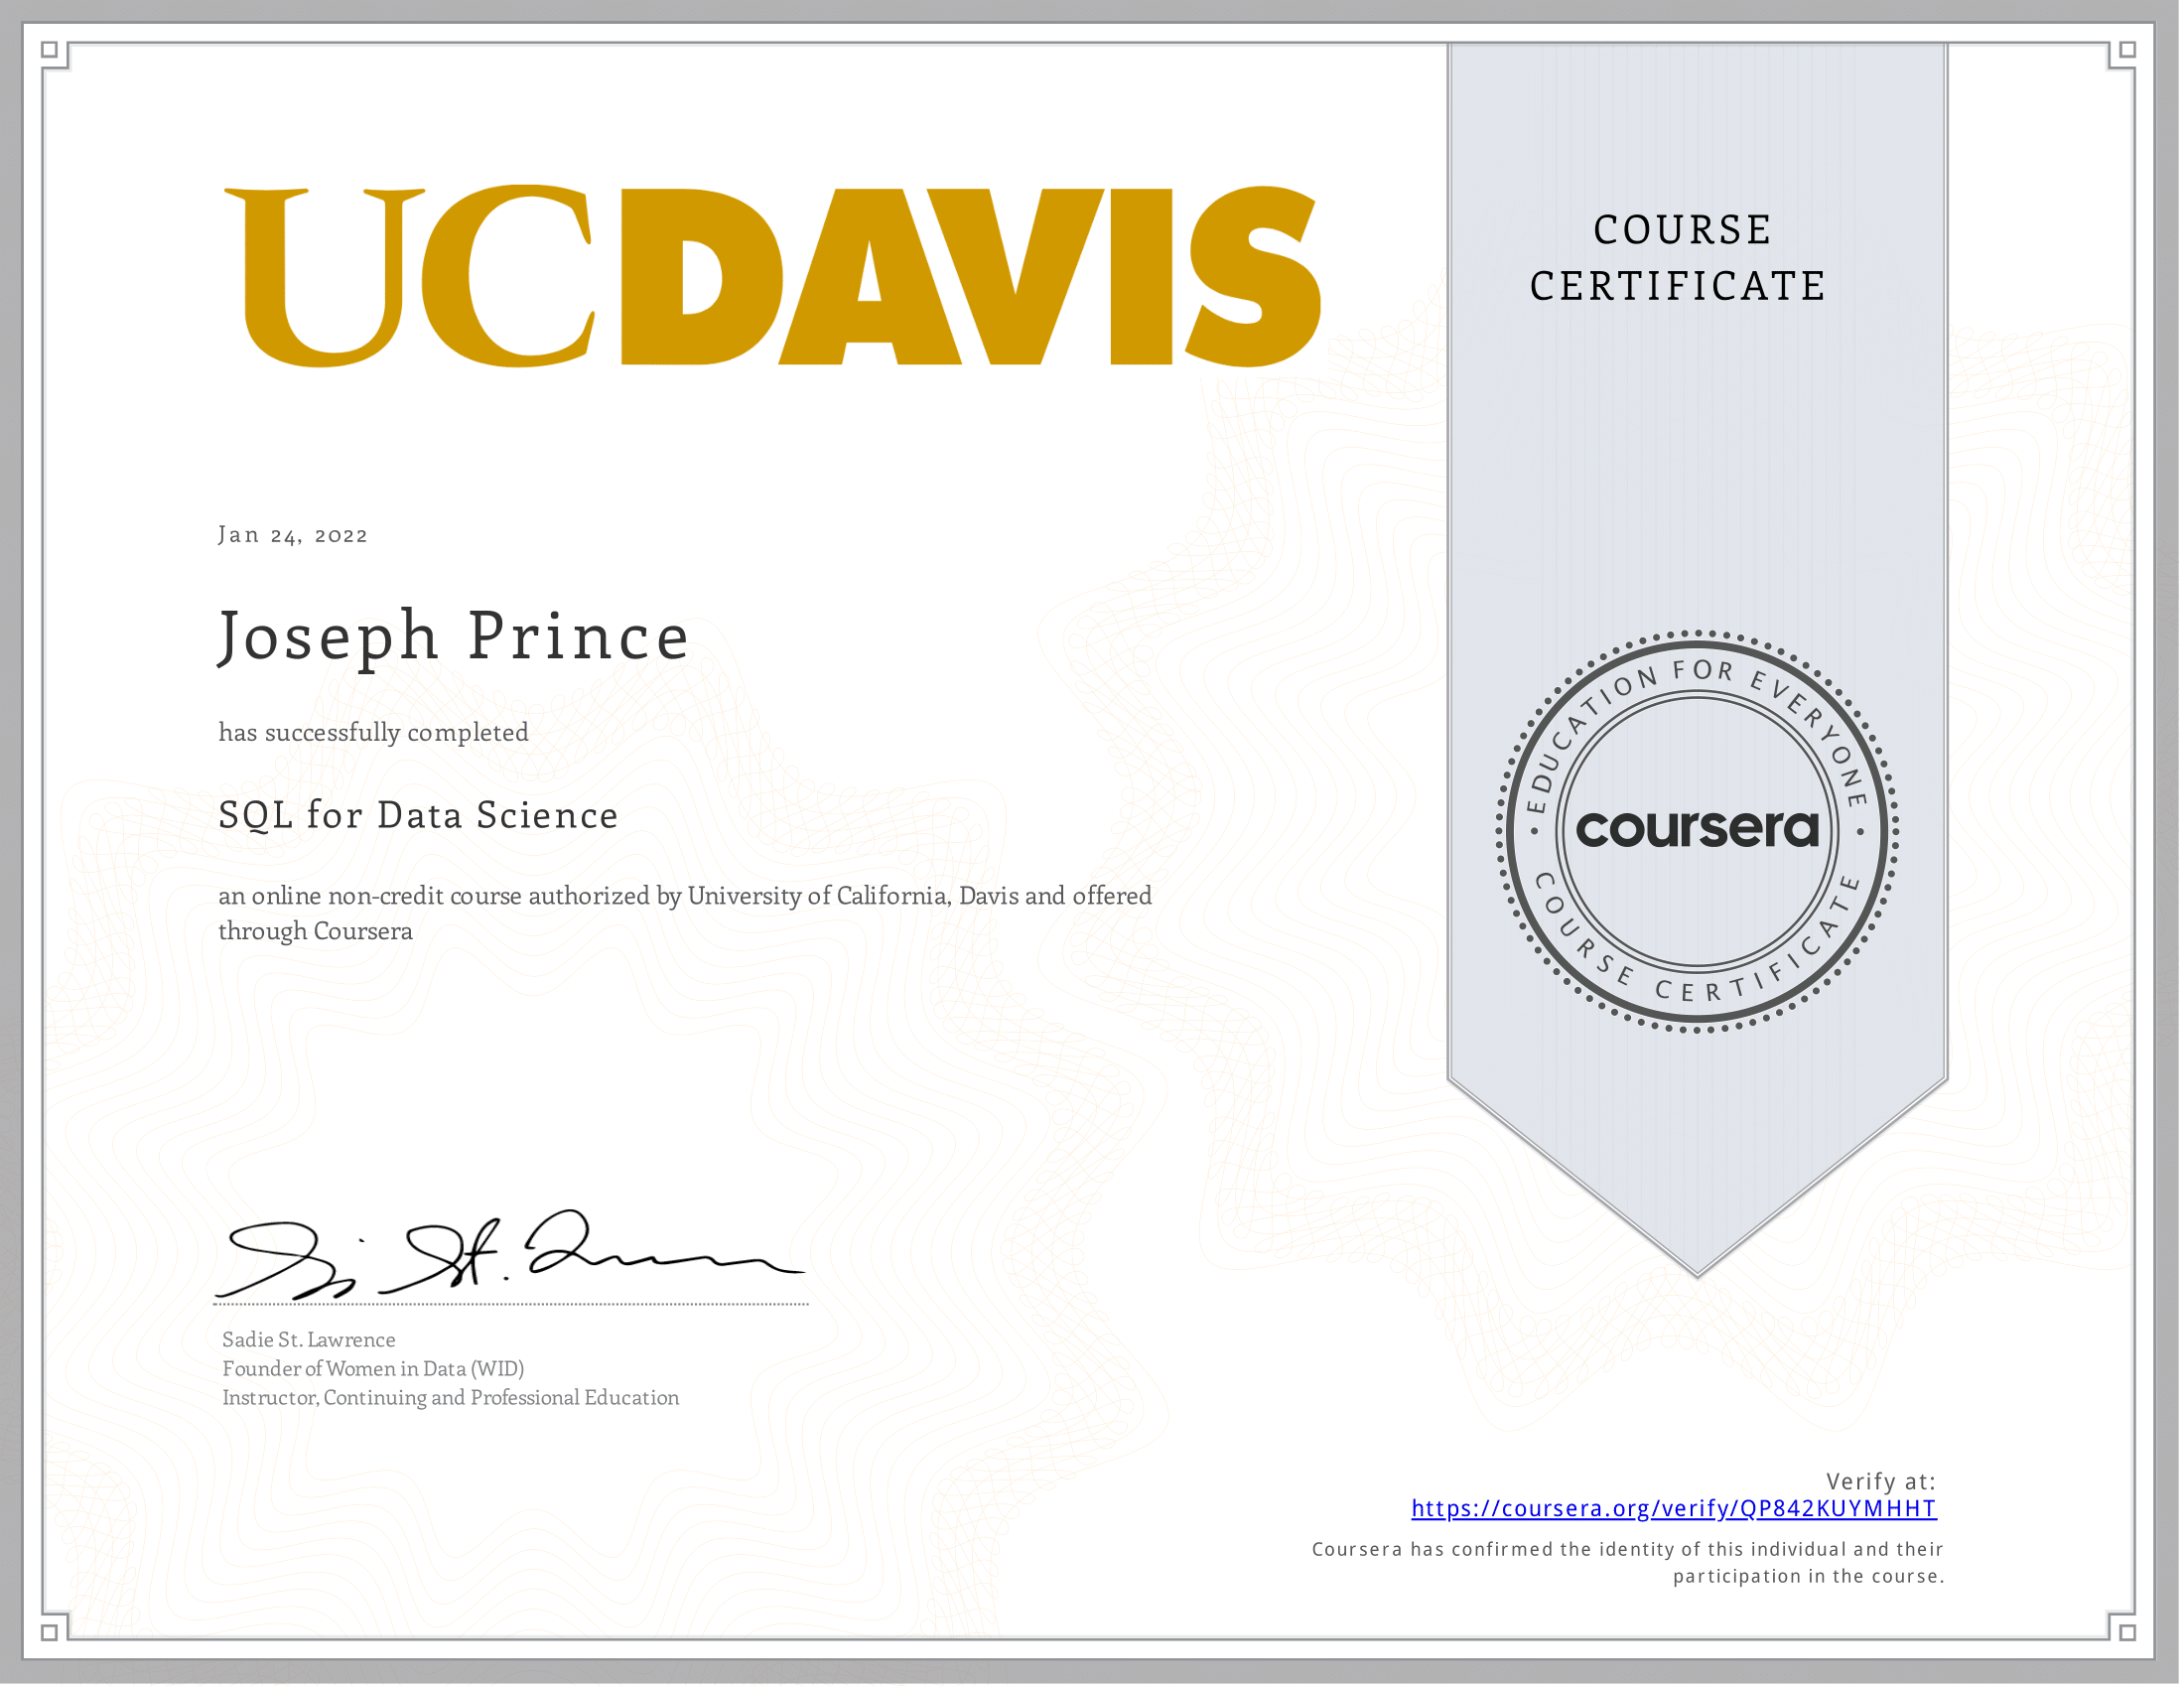 UCDAVIS
COURSE
CERTIFICATE
Jan 24, 2022
Joseph Prince
has successfully completed
SQL for Data Science
an online non-credit course authorized by University of California, Davis and offered
through Coursera
EDUCATION FOR EVERYONE
coursera
COURSE CERTIFICATE
Sadie St. Lawrence
Founder of Women in Data (WID)
Instructor, Continuing and Professional Education
Verify at:
https://coursera.org/verify/QP842KUYMHHT
Coursera has confirmed the identity of this individual and their
participation in the course.